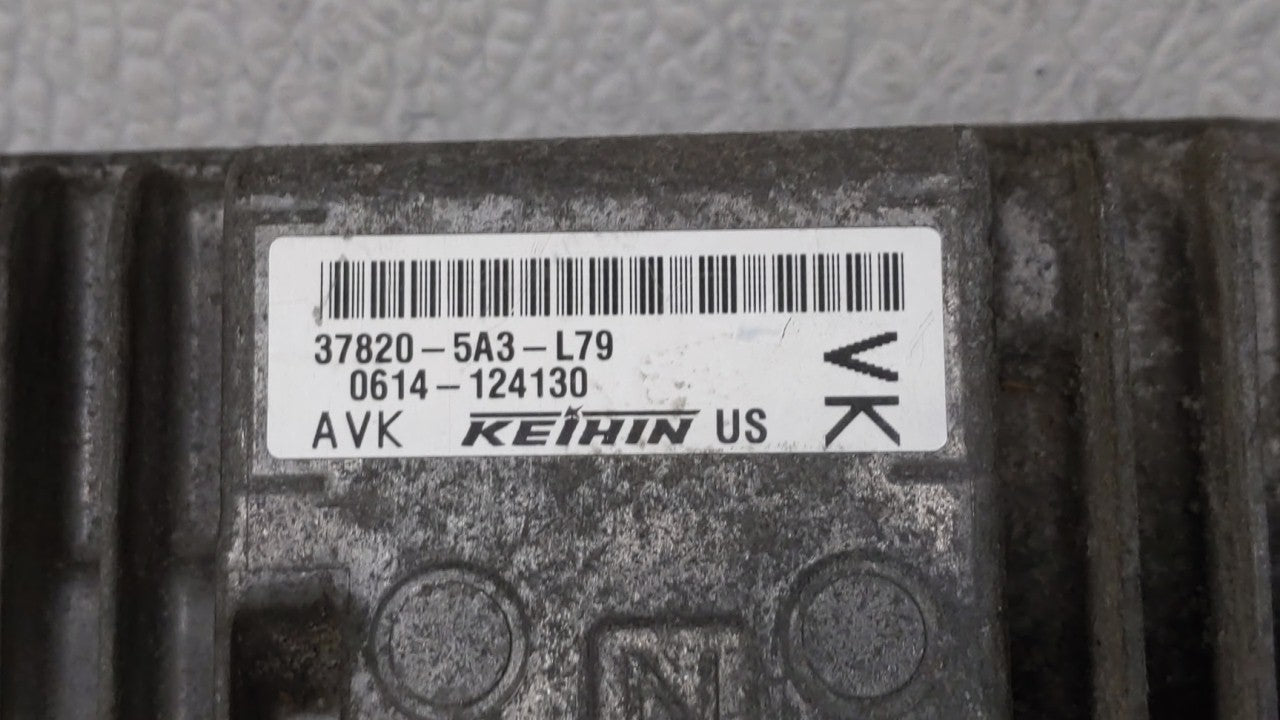 37820-5A3-L79
0614-124130
AVK KEIHIN US
VK
N